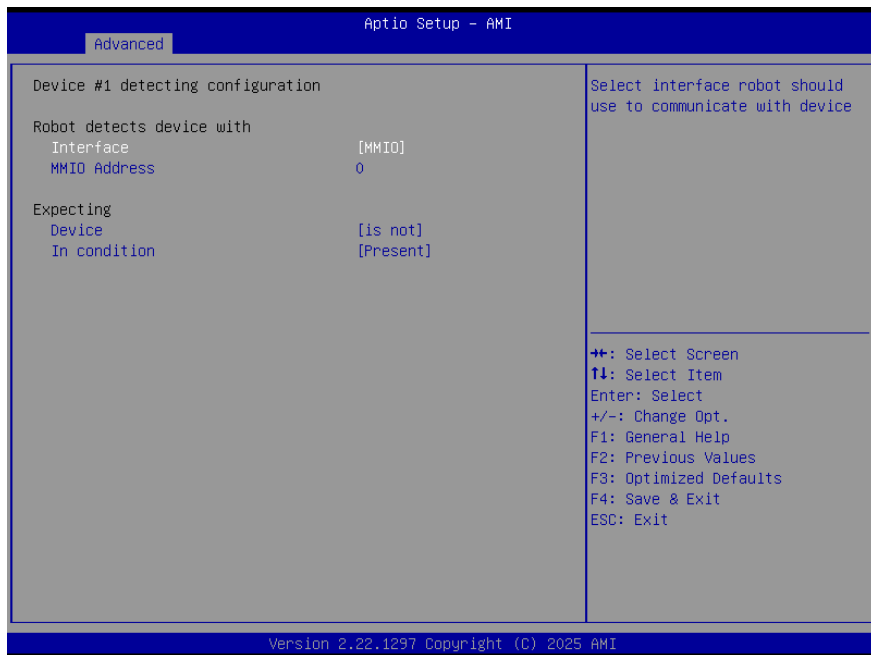 Aptio Setup - AMI
Advanced
Device #1 detecting configuration
Robot detects device with
Interface [MMIO]
MMIO Address 0
Expecting
Device [is not]
In condition [Present]
Select interface robot should
use to communicate with device
→←: Select Screen
↑↓: Select Item
Enter: Select
+/-: Change Opt.
F1: General Help
F2: Previous Values
F3: Optimized Defaults
F4: Save & Exit
ESC: Exit
Version 2.22.1297 Copyright (C) 2025 AMI